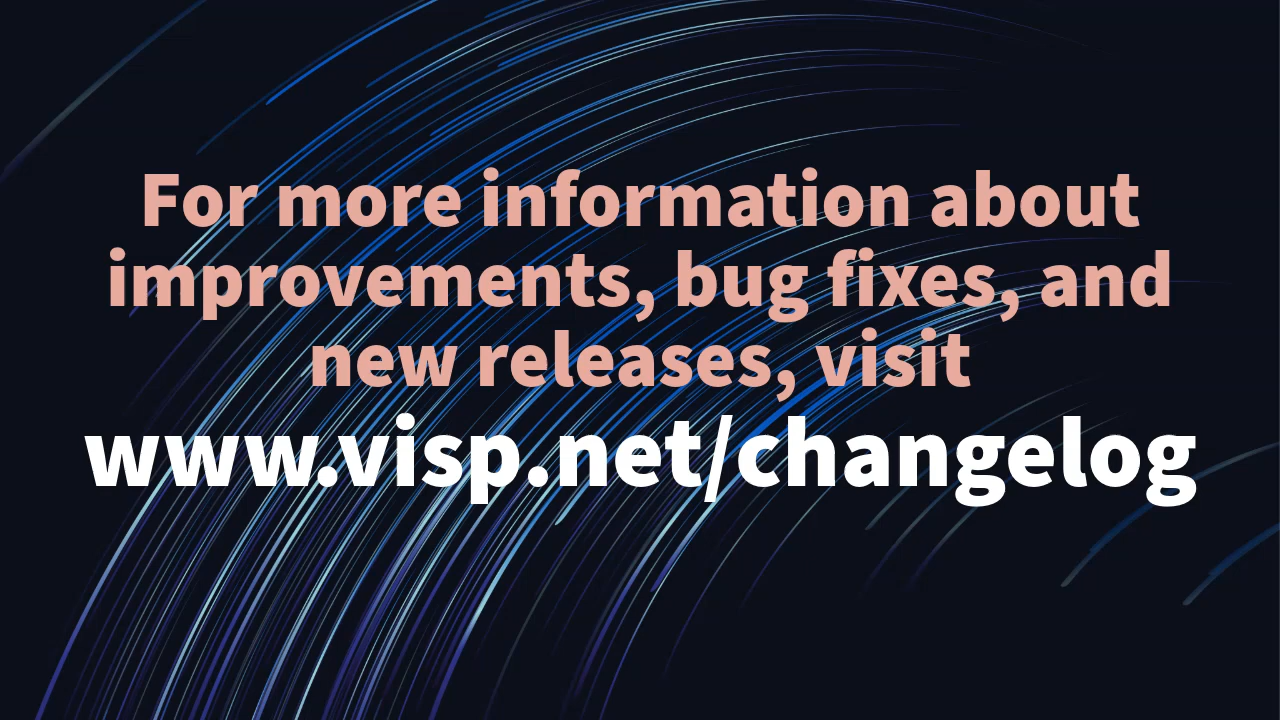 For more information about
improvements, bug fixes, and
new releases, visit
www.visp.net/changelog